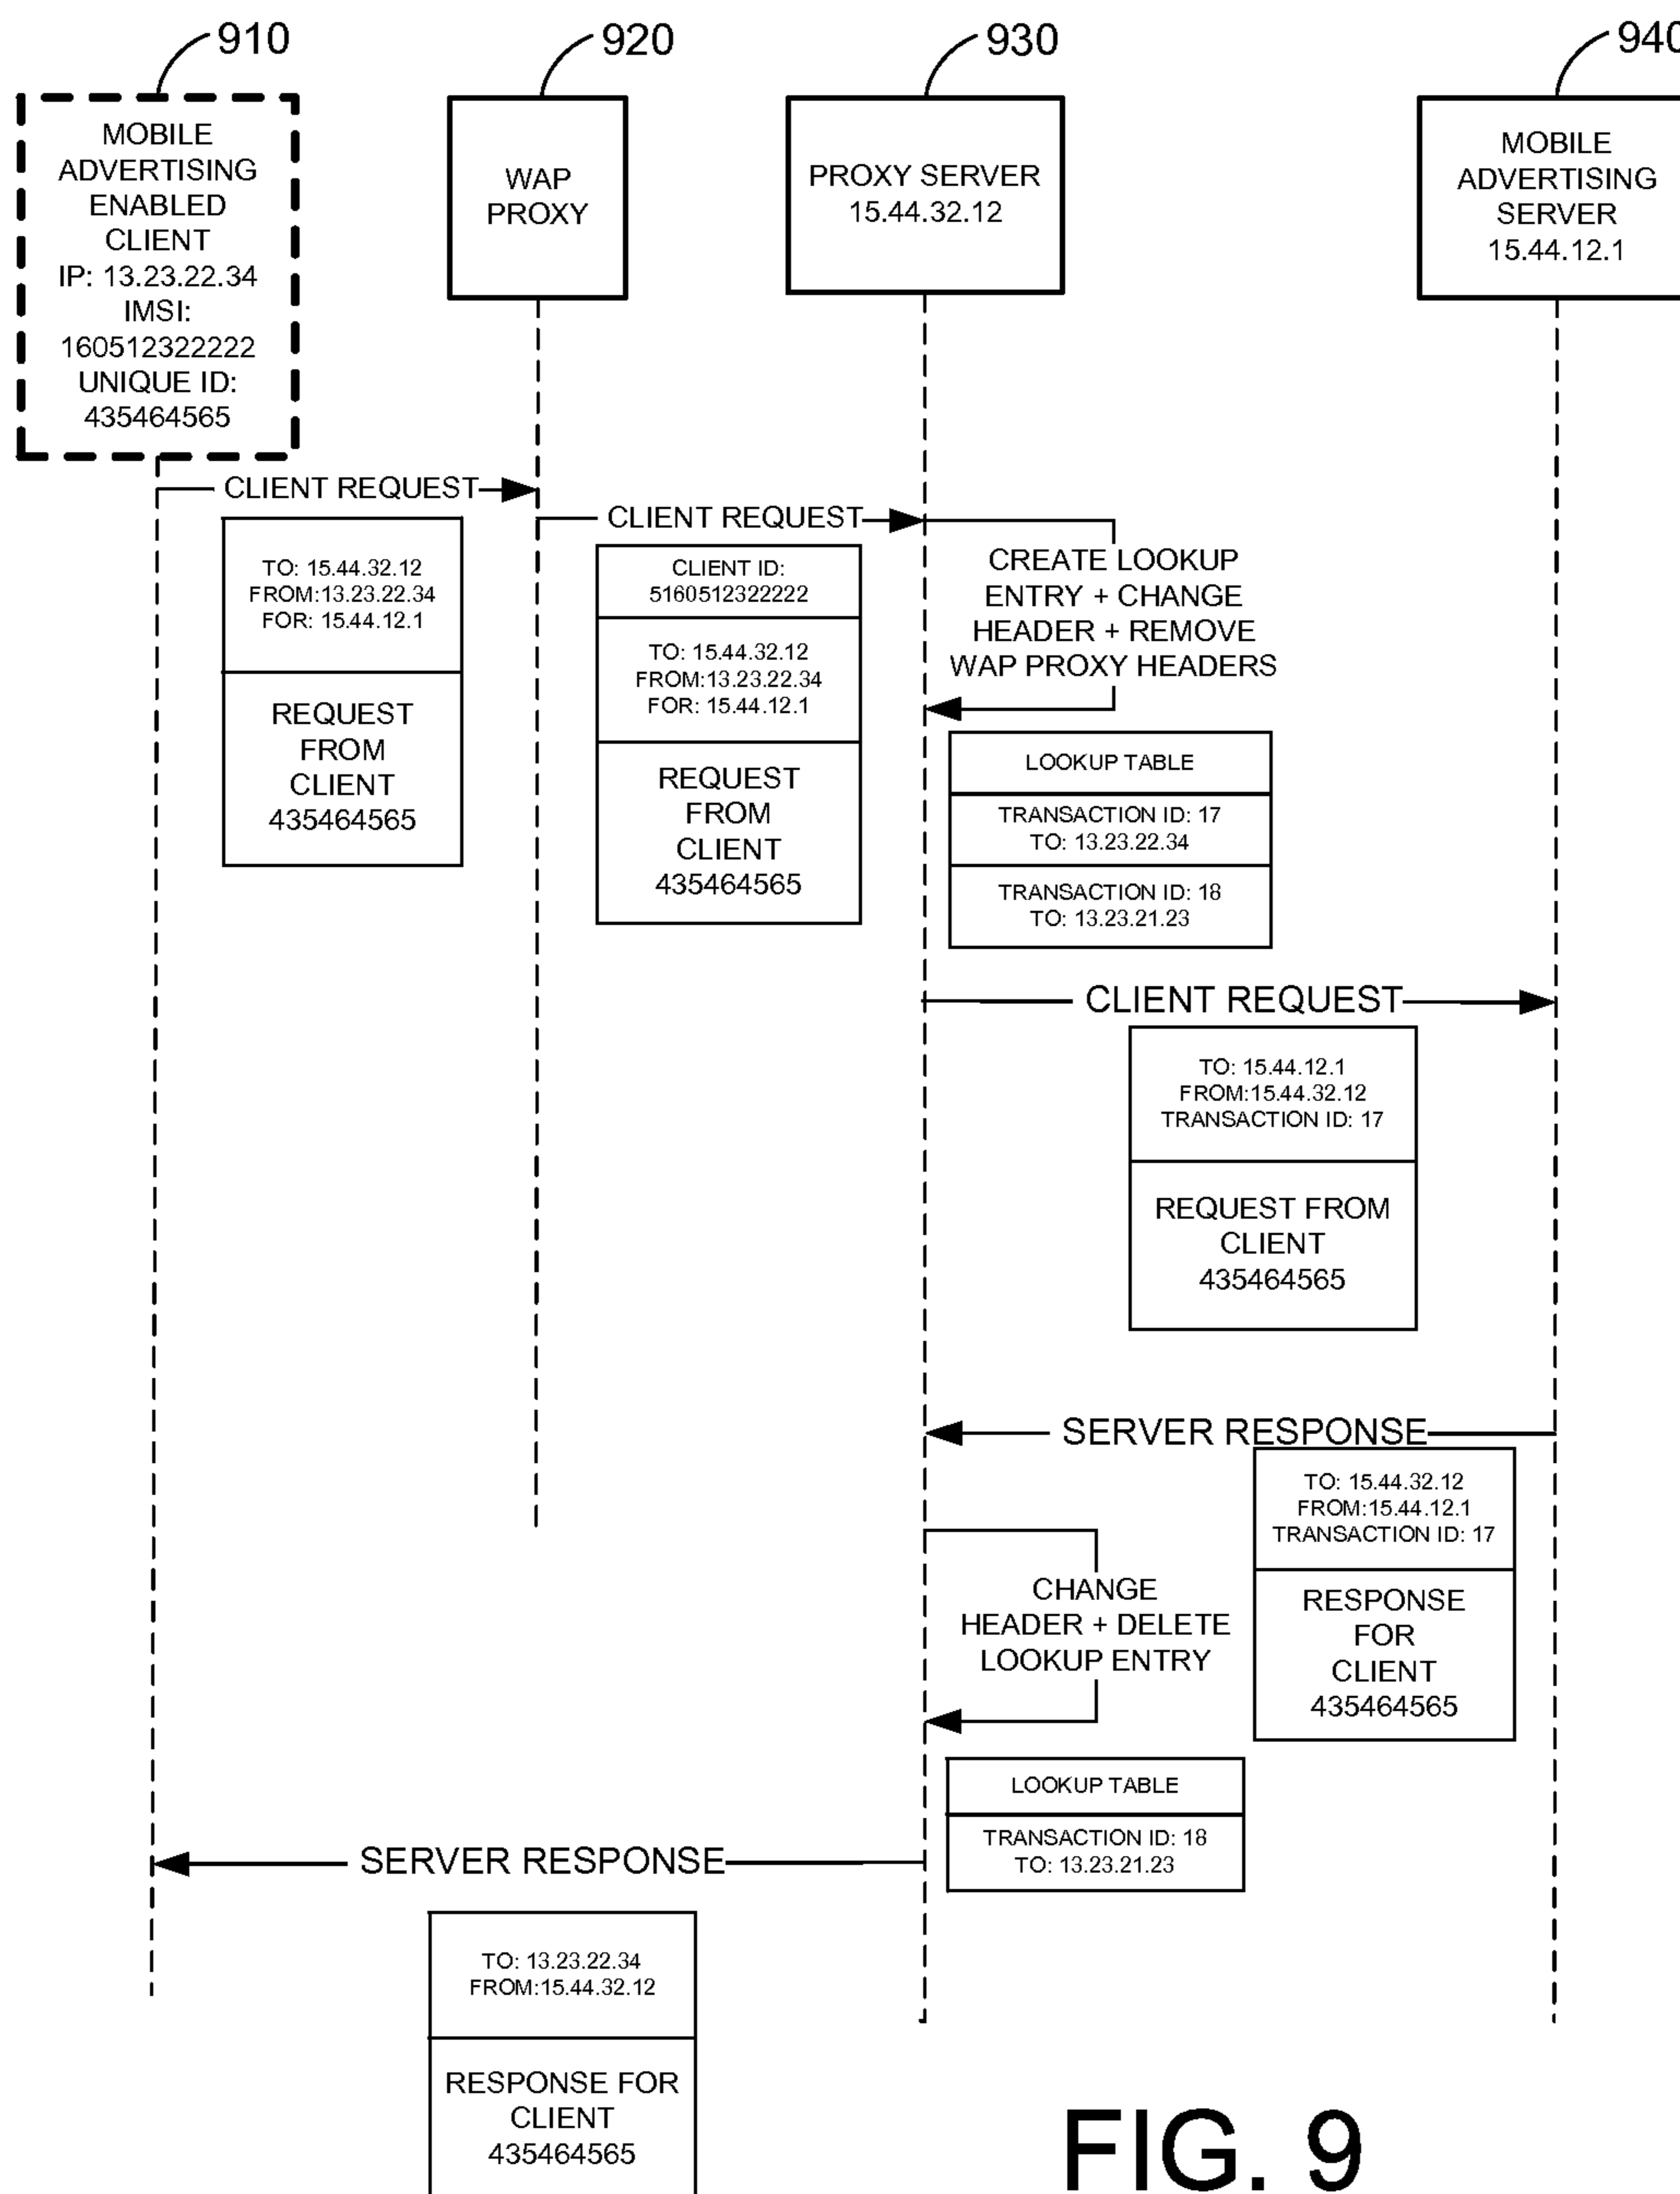 910
920
930
940
MOBILE
ADVERTISING
ENABLED
CLIENT
IP: 13.23.22.34
IMSI:
160512322222
UNIQUE ID:
435464565
WAP
PROXY
PROXY SERVER
15.44.32.12
MOBILE
ADVERTISING
SERVER
15.44.12.1
CLIENT REQUEST
TO: 15.44.32.12
FROM:13.23.22.34
FOR: 15.44.12.1
REQUEST
FROM
CLIENT
435464565
CLIENT REQUEST
CLIENT ID:
5160512322222
TO: 15.44.32.12
FROM:13.23.22.34
FOR: 15.44.12.1
REQUEST
FROM
CLIENT
435464565
CREATE LOOKUP
ENTRY + CHANGE
HEADER + REMOVE
WAP PROXY HEADERS
LOOKUP TABLE
TRANSACTION ID: 17
TO: 13.23.22.34
TRANSACTION ID: 18
TO: 13.23.21.23
CLIENT REQUEST
TO: 15.44.12.1
FROM:15.44.32.12
TRANSACTION ID: 17
REQUEST FROM
CLIENT
435464565
SERVER RESPONSE
TO: 15.44.32.12
FROM:15.44.12.1
TRANSACTION ID: 17
RESPONSE
FOR
CLIENT
435464565
CHANGE
HEADER + DELETE
LOOKUP ENTRY
LOOKUP TABLE
TRANSACTION ID: 18
TO: 13.23.21.23
SERVER RESPONSE
TO: 13.23.22.34
FROM:15.44.32.12
RESPONSE FOR
CLIENT
435464565
FIG. 9